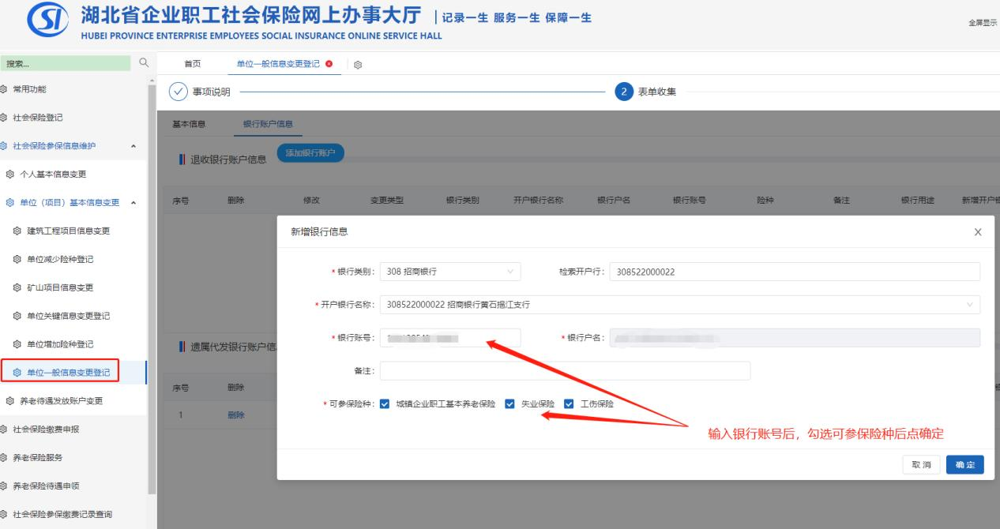 湖北省企业职工社会保险网上办事大厅 | 记录一生 服务一生 保障一生
HUBEI PROVINCE ENTERPRISE EMPLOYEES SOCIAL INSURANCE ONLINE SERVICE HALL
全屏显示
搜索...
首页 单位一般信息变更登记
常用功能
社会保险登记
社会保险参保信息维护
个人基本信息变更
单位（项目）基本信息变更
建筑工程项目信息变更
单位减少险种登记
矿山项目信息变更
单位关键信息变更登记
单位增加险种登记
单位一般信息变更登记
养老待遇发放账户变更
社会保险缴费申报
养老保险服务
养老保险待遇申领
社会保险参保缴费记录查询
事项说明 2 表单收集
基本信息 银行账户信息
退收银行账户信息 添加银行账户
序号 删除 修改 变更类型 银行类别 开户银行名称 银行户名 银行账号 险种 备注 银行用途 新增开户银
遗属代发银行账户信
序号 删除
1 删除
新增银行信息
* 银行类别： 308 招商银行 检索开户行： 308522000022
* 开户银行名称： 308522000022 招商银行黄石挹江支行
* 银行账号： * 银行户名：
备注：
* 可参保险种： 城镇企业职工基本养老保险 失业保险 工伤保险
输入银行账号后，勾选可参保险种后点确定
取 消 确 定